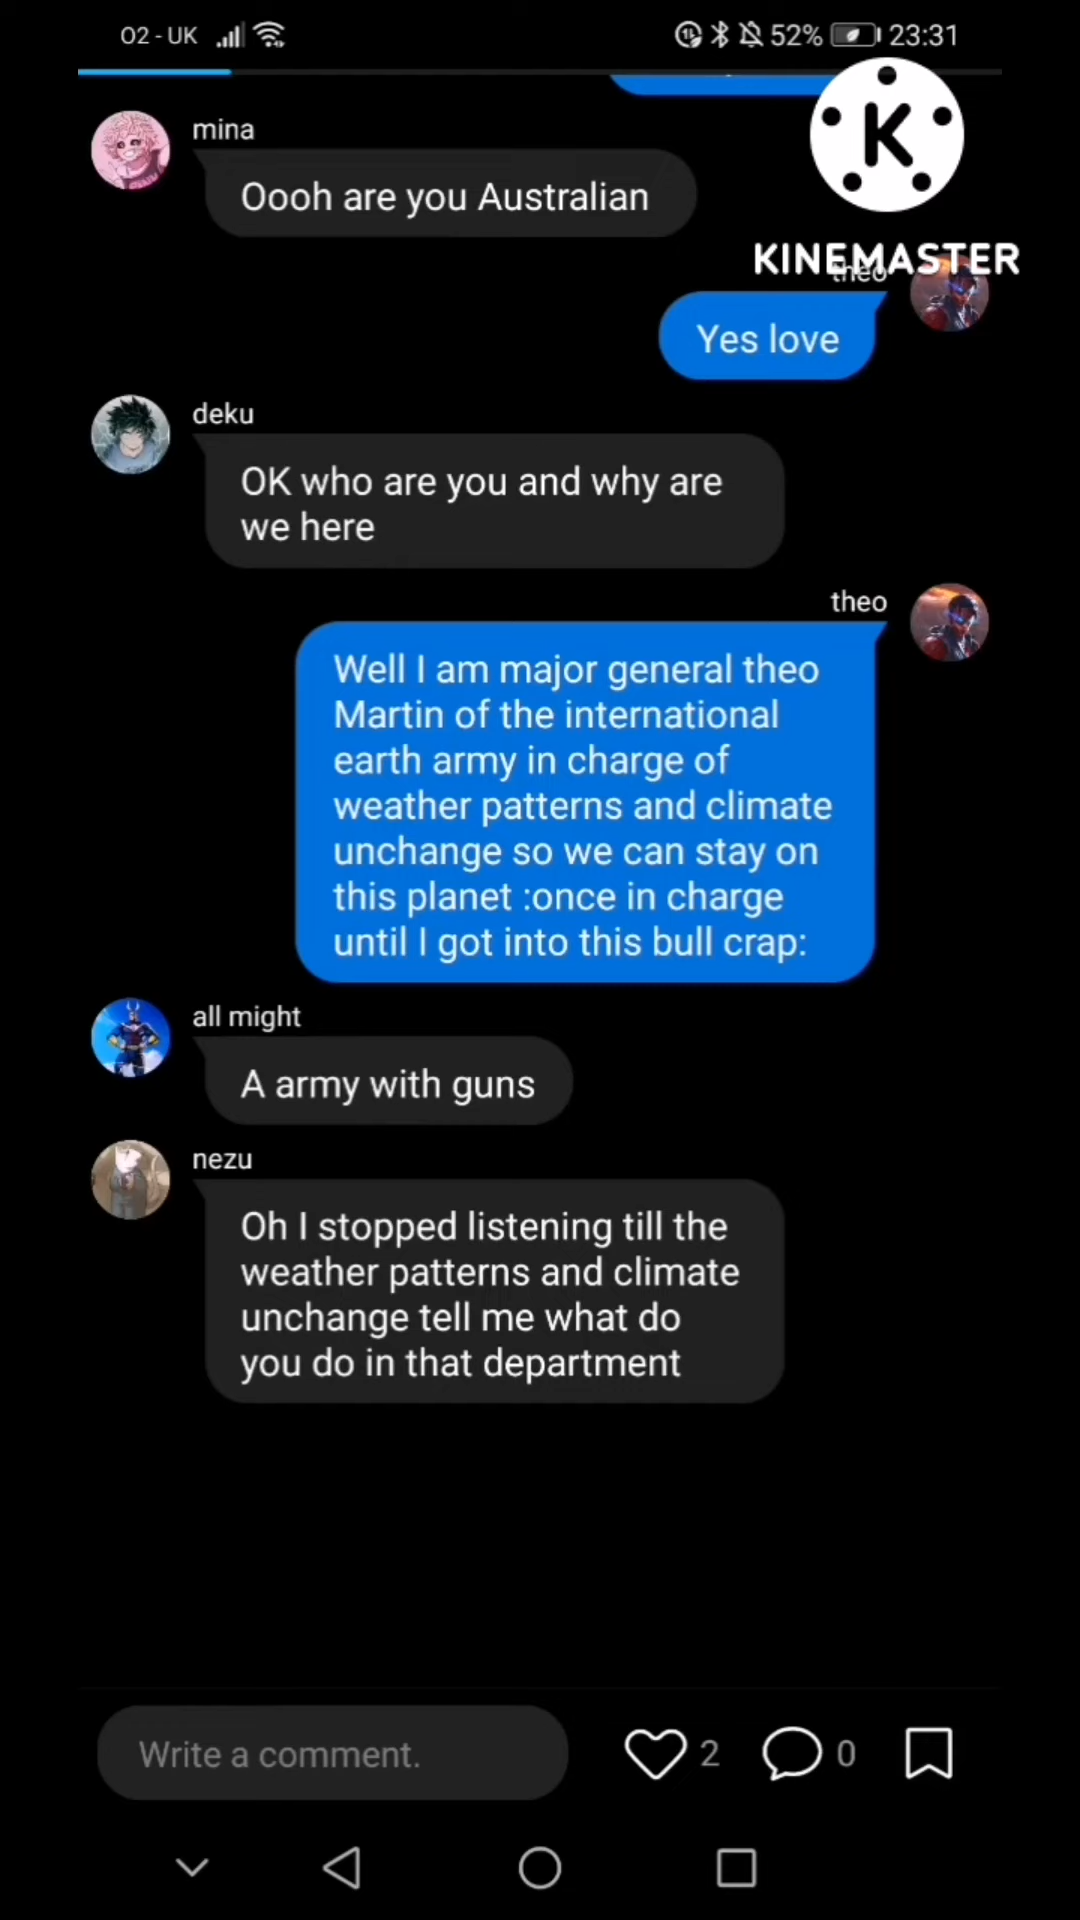 O2 - UK 52% 23:31
K
KINEMASTER
mina
Oooh are you Australian
theo
Yes love
deku
OK who are you and why are
we here
theo
Well I am major general theo
Martin of the international
earth army in charge of
weather patterns and climate
unchange so we can stay on
this planet :once in charge
until I got into this bull crap:
all might
A army with guns
nezu
Oh I stopped listening till the
weather patterns and climate
unchange tell me what do
you do in that department
Write a comment. 2 0